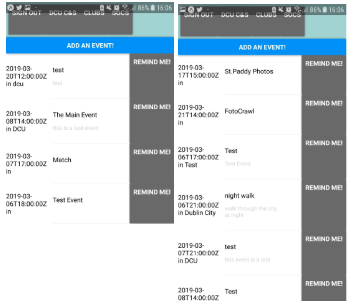 86% 16:06
SIGN OUT DCU C&S CLUBS SOCS
ADD AN EVENT!
2019-03-
20T12:00:00Z
in dcu
test
test
REMIND ME!
2019-03-
08T14:00:00Z
in DCU
The Main Event
this is a test event
REMIND ME!
2019-03-
07T17:00:00Z
in
Match
REMIND ME!
2019-03-
06T18:00:00Z
in
Test Event
REMIND ME!
86% 16:06
SIGN OUT DCU C&S CLUBS SOCS
ADD AN EVENT!
2019-03-
17T15:00:00Z
in
St.Paddy Photos
REMIND ME!
2019-03-
21T14:00:00Z
in
FotoCrawl
REMIND ME!
2019-03-
06T17:00:00Z
in Test
Test
Test Event
REMIND ME!
2019-03-
06T21:00:00Z
in Dublin City
night walk
walk through the city
at night
REMIND ME!
2019-03-
07T21:00:00Z
in DCU
test
this event is a test
REMIND ME!
2019-03-
08T14:00:00Z
Test
REMIND ME!